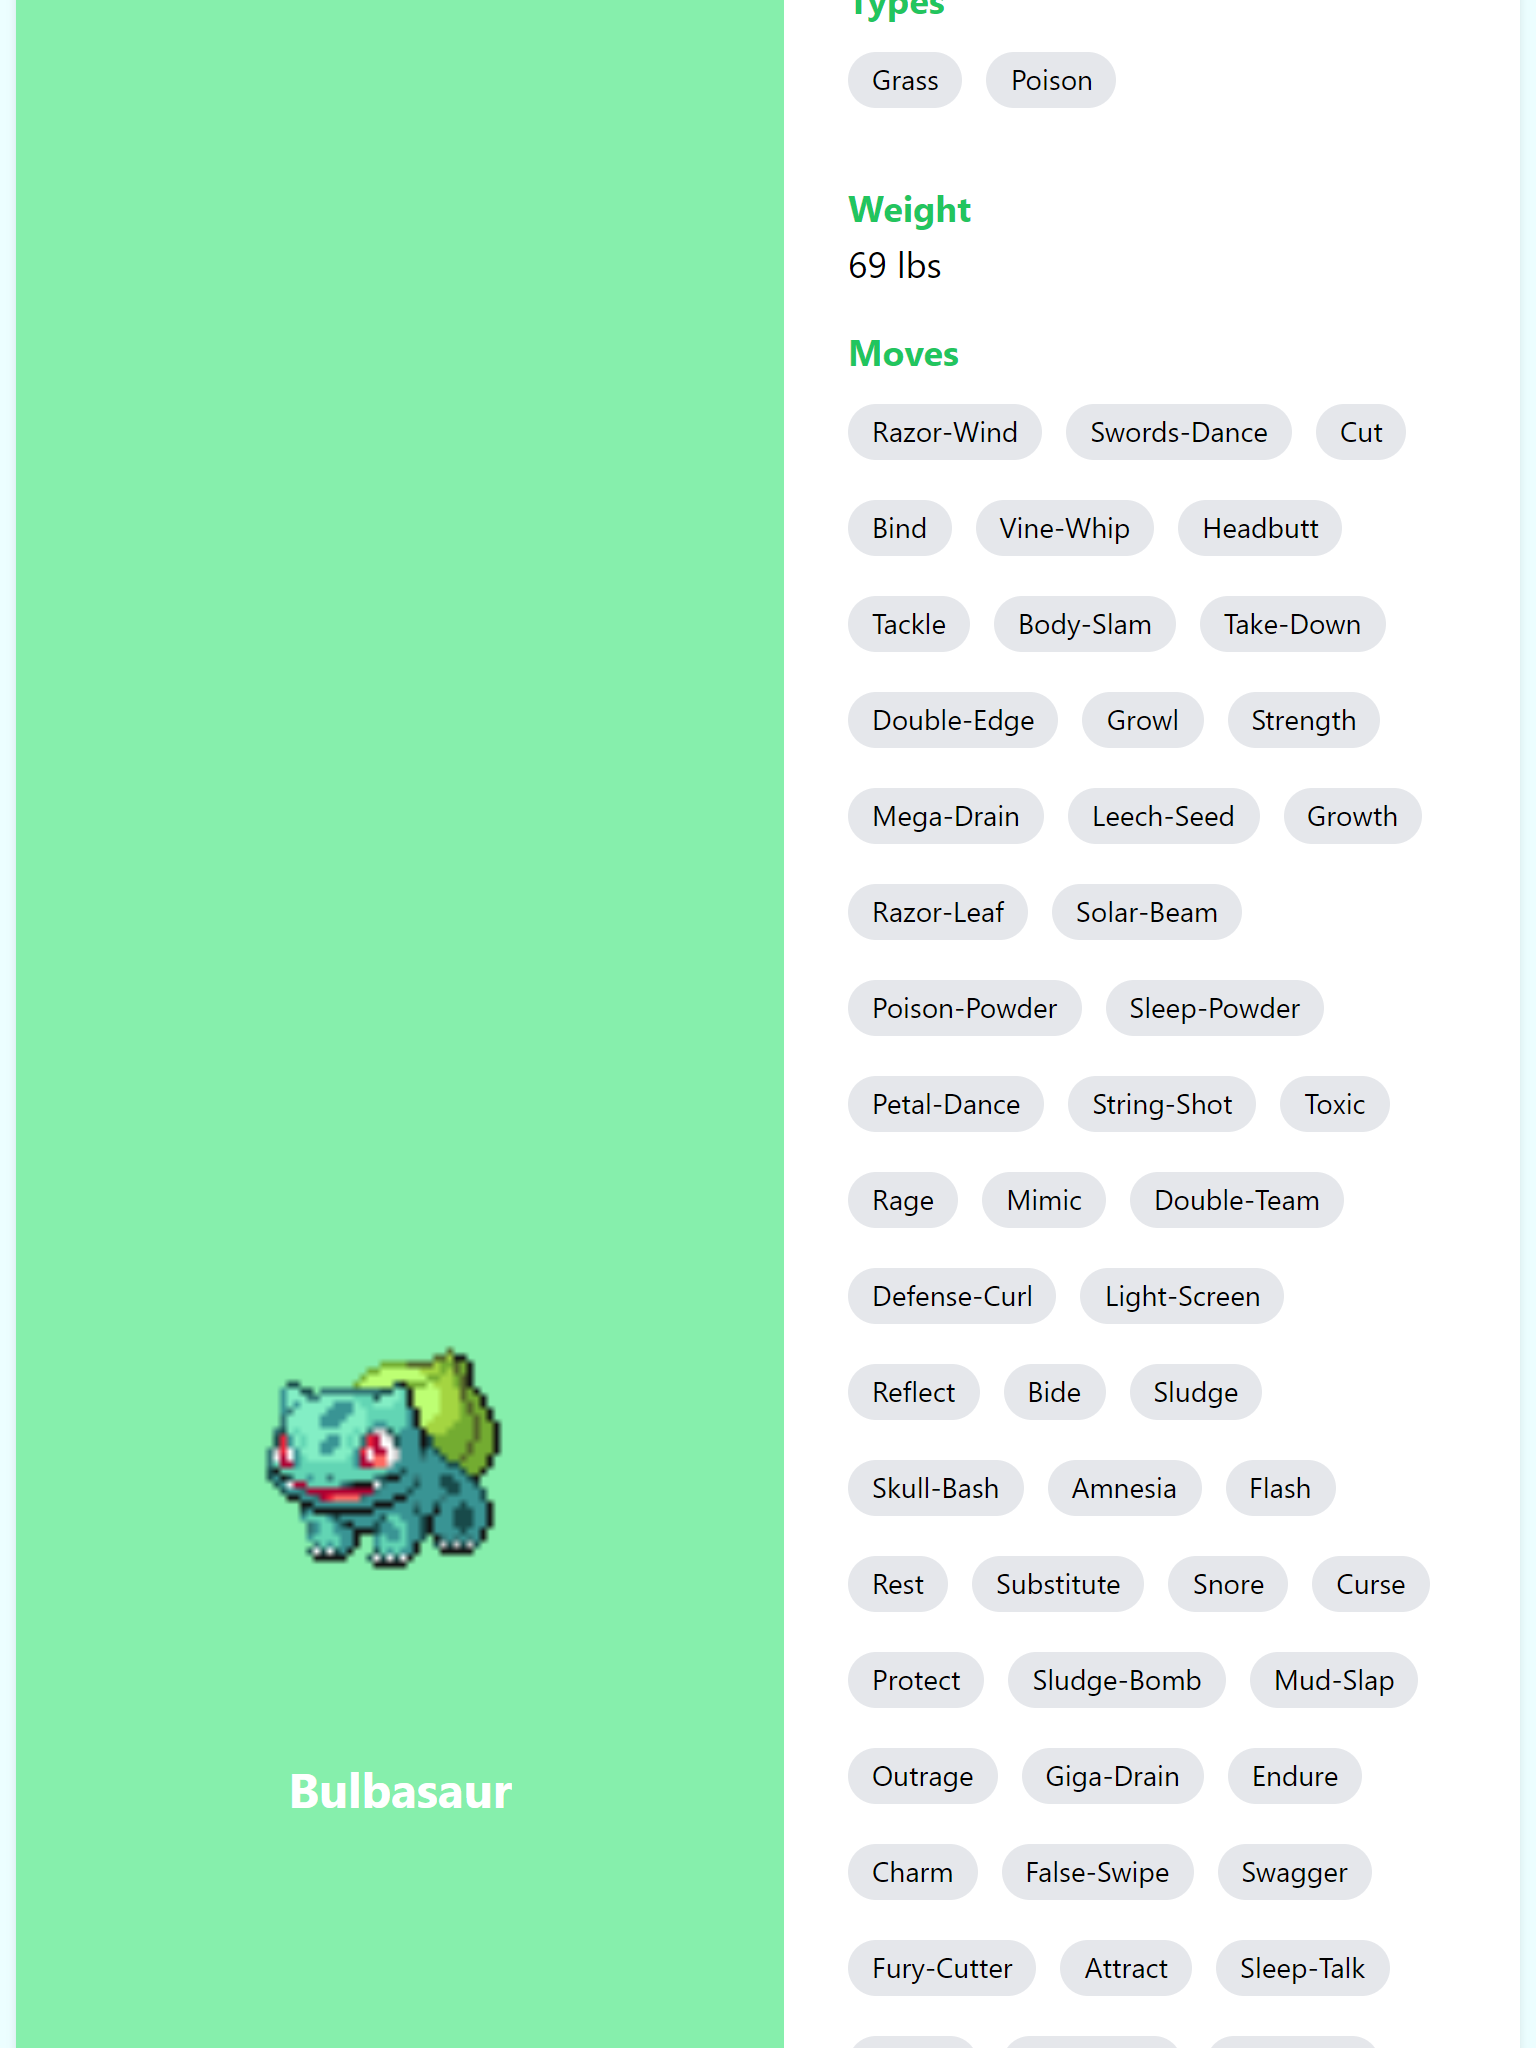 Types
Grass Poison
Weight
69 lbs
Moves
Razor-Wind Swords-Dance Cut
Bind Vine-Whip Headbutt
Tackle Body-Slam Take-Down
Double-Edge Growl Strength
Mega-Drain Leech-Seed Growth
Razor-Leaf Solar-Beam
Poison-Powder Sleep-Powder
Petal-Dance String-Shot Toxic
Rage Mimic Double-Team
Defense-Curl Light-Screen
Reflect Bide Sludge
Skull-Bash Amnesia Flash
Rest Substitute Snore Curse
Protect Sludge-Bomb Mud-Slap
Outrage Giga-Drain Endure
Charm False-Swipe Swagger
Fury-Cutter Attract Sleep-Talk
Bulbasaur